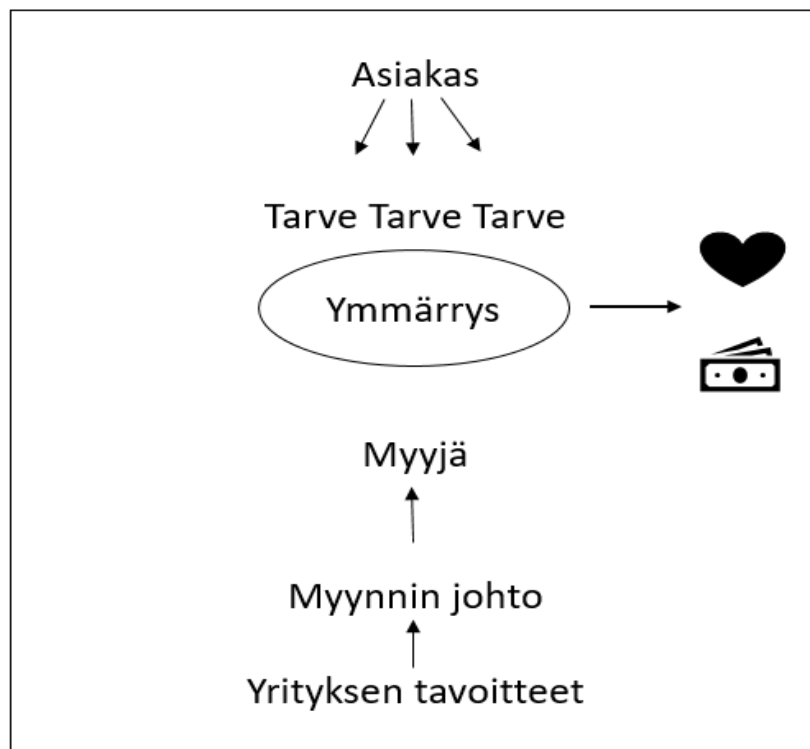 Asiakas
Tarve Tarve Tarve
Ymmärrys
Myyjä
Myynnin johto
Yrityksen tavoitteet